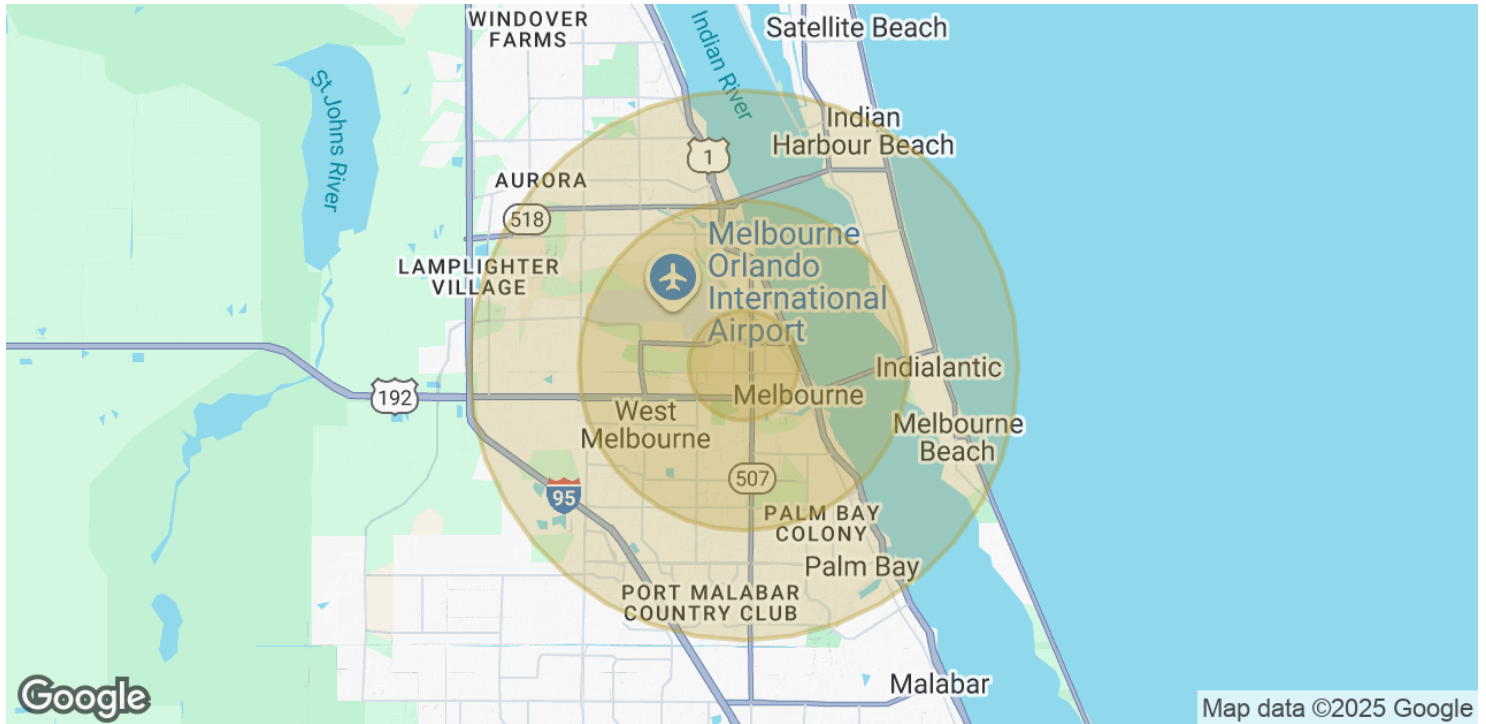 WINDOVER
FARMS
Satellite Beach
Indian River
St Johns River
Indian
Harbour Beach
1
AURORA
518
Melbourne
Orlando
International
Airport
LAMPLIGHTER
VILLAGE
Indialantic
192
Melbourne
West
Melbourne
Melbourne
Beach
507
95
PALM BAY
COLONY
Palm Bay
PORT MALABAR
COUNTRY CLUB
Malabar
Google
Map data ©2025 Google